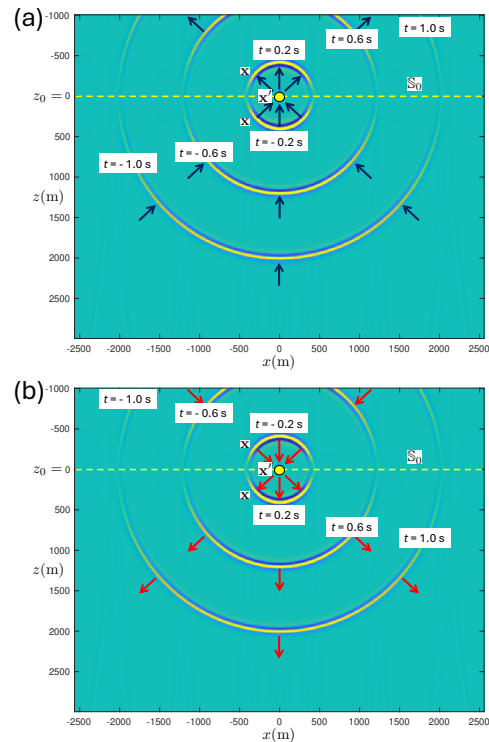 (a)
-1000
t = 0.2 s
t = 0.6 s
t = 1.0 s
-500
x
𝕊₀
z₀ = 0
x′
x
500
t = - 1.0 s
t = - 0.6 s
t = - 0.2 s
1000
z(m)
1500
2000
2500
-2500 -2000 -1500 -1000 -500 0 500 1000 1500 2000 2500
x(m)
(b)
-1000
t = - 1.0 s
t = - 0.6 s
t = - 0.2 s
-500
x
𝕊₀
z₀ = 0
x′
x
500
t = 0.2 s
t = 0.6 s
t = 1.0 s
1000
z(m)
1500
2000
2500
-2500 -2000 -1500 -1000 -500 0 500 1000 1500 2000 2500
x(m)